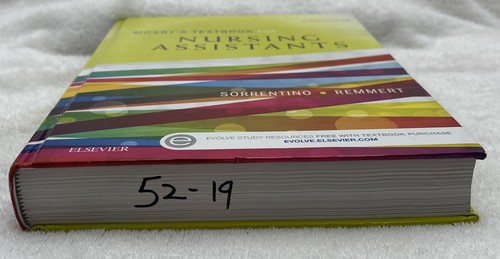 MOSBY'S TEXTBOOK
NURSING
ASSISTANTS
SORRENTINO • REMMERT
EVOLVE STUDY RESOURCES FREE WITH TEXTBOOK PURCHASE
EVOLVE.ELSEVIER.COM
ELSEVIER
52-19